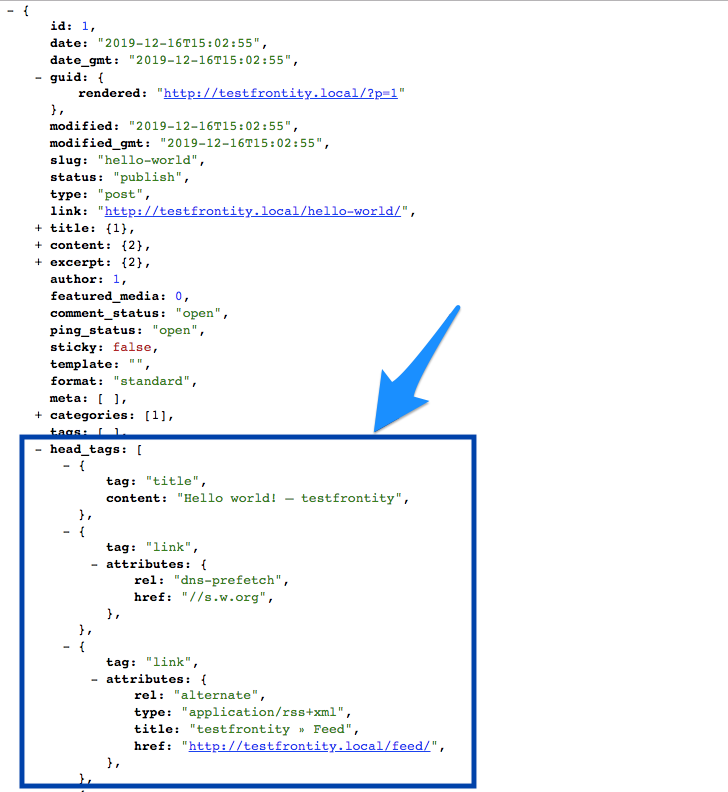 - {
id: 1,
date: "2019-12-16T15:02:55",
date_gmt: "2019-12-16T15:02:55",
- guid: {
rendered: "http://testfrontity.local/?p=1"
},
modified: "2019-12-16T15:02:55",
modified_gmt: "2019-12-16T15:02:55",
slug: "hello-world",
status: "publish",
type: "post",
link: "http://testfrontity.local/hello-world/",
+ title: {1},
+ content: {2},
+ excerpt: {2},
author: 1,
featured_media: 0,
comment_status: "open",
ping_status: "open",
sticky: false,
template: "",
format: "standard",
meta: [ ],
+ categories: [1],
tags: [ ],
- head_tags: [
- {
tag: "title",
content: "Hello world! – testfrontity",
},
- {
tag: "link",
- attributes: {
rel: "dns-prefetch",
href: "//s.w.org",
},
},
- {
tag: "link",
- attributes: {
rel: "alternate",
type: "application/rss+xml",
title: "testfrontity » Feed",
href: "http://testfrontity.local/feed/",
},
},